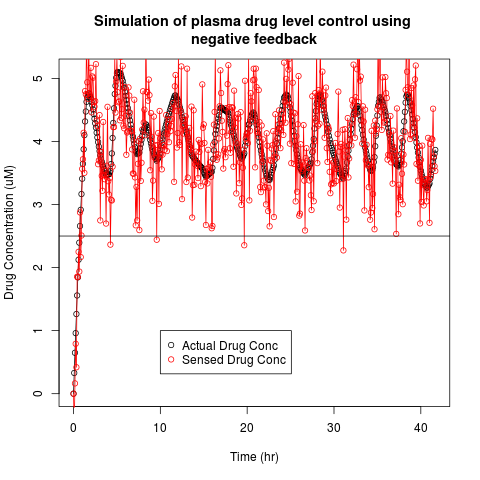 Simulation of plasma drug level control using
negative feedback
Drug Concentration (uM)
5
4
3
2
1
0
Actual Drug Conc
Sensed Drug Conc
0 10 20 30 40
Time (hr)